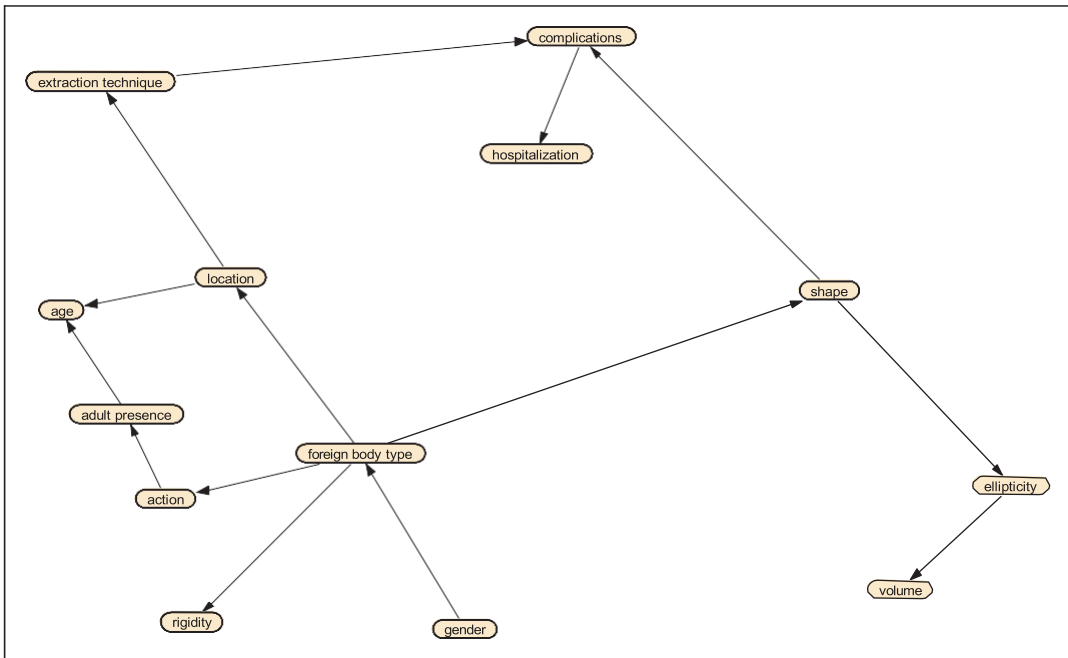 complications
extraction technique
hospitalization
location
shape
age
adult presence
foreign body type
ellipticity
action
volume
rigidity
gender